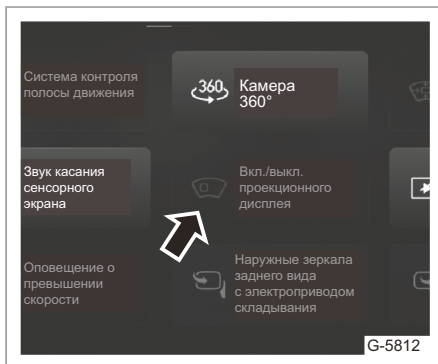 Система контроля
полосы движения
360
Камера
360°
Звук касания
сенсорного
экрана
Вкл./выкл.
проекционного
дисплея
Оповещение о
превышении
скорости
Наружные зеркала
заднего вида
с электроприводом
складывания
G-5812